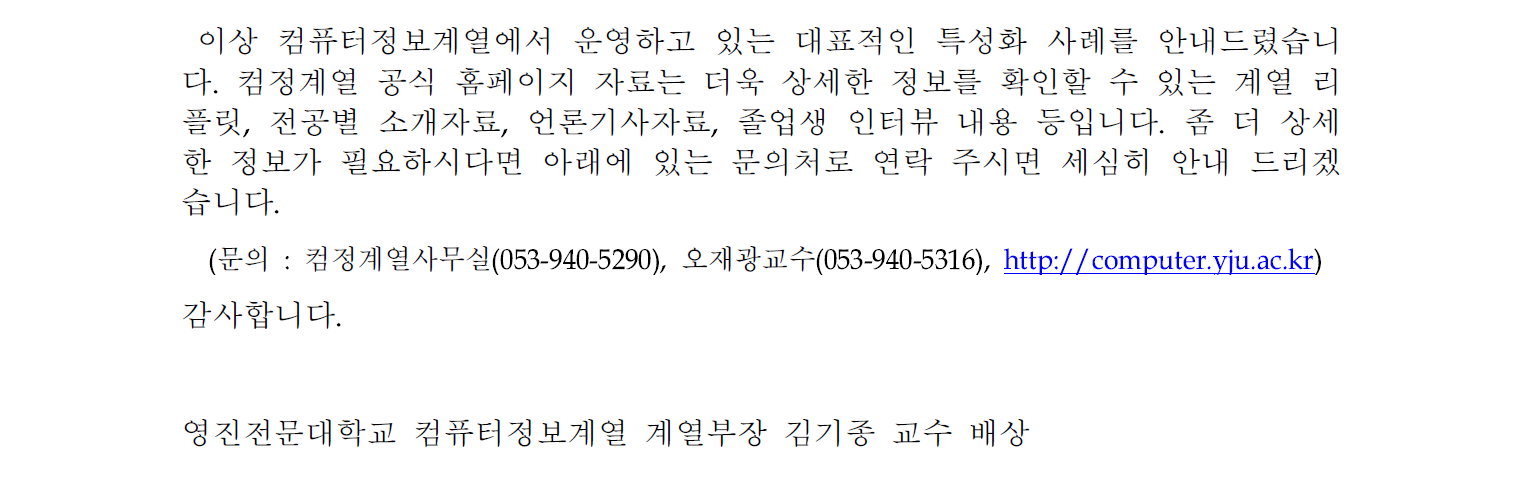 이상 컴퓨터정보계열에서 운영하고 있는 대표적인 특성화 사례를 안내드렸습니
다. 컴정계열 공식 홈페이지 자료는 더욱 상세한 정보를 확인할 수 있는 계열 리
플릿, 전공별 소개자료, 언론기사자료, 졸업생 인터뷰 내용 등입니다. 좀 더 상세
한 정보가 필요하시다면 아래에 있는 문의처로 연락 주시면 세심히 안내 드리겠
습니다.
(문의 : 컴정계열사무실(053-940-5290), 오재광교수(053-940-5316), http://computer.yju.ac.kr)
감사합니다.
영진전문대학교 컴퓨터정보계열 계열부장 김기종 교수 배상